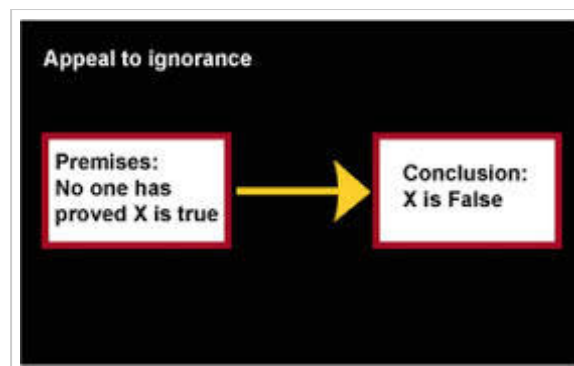 Appeal to ignorance
Premises:
No one has
proved X is true
Conclusion:
X is False